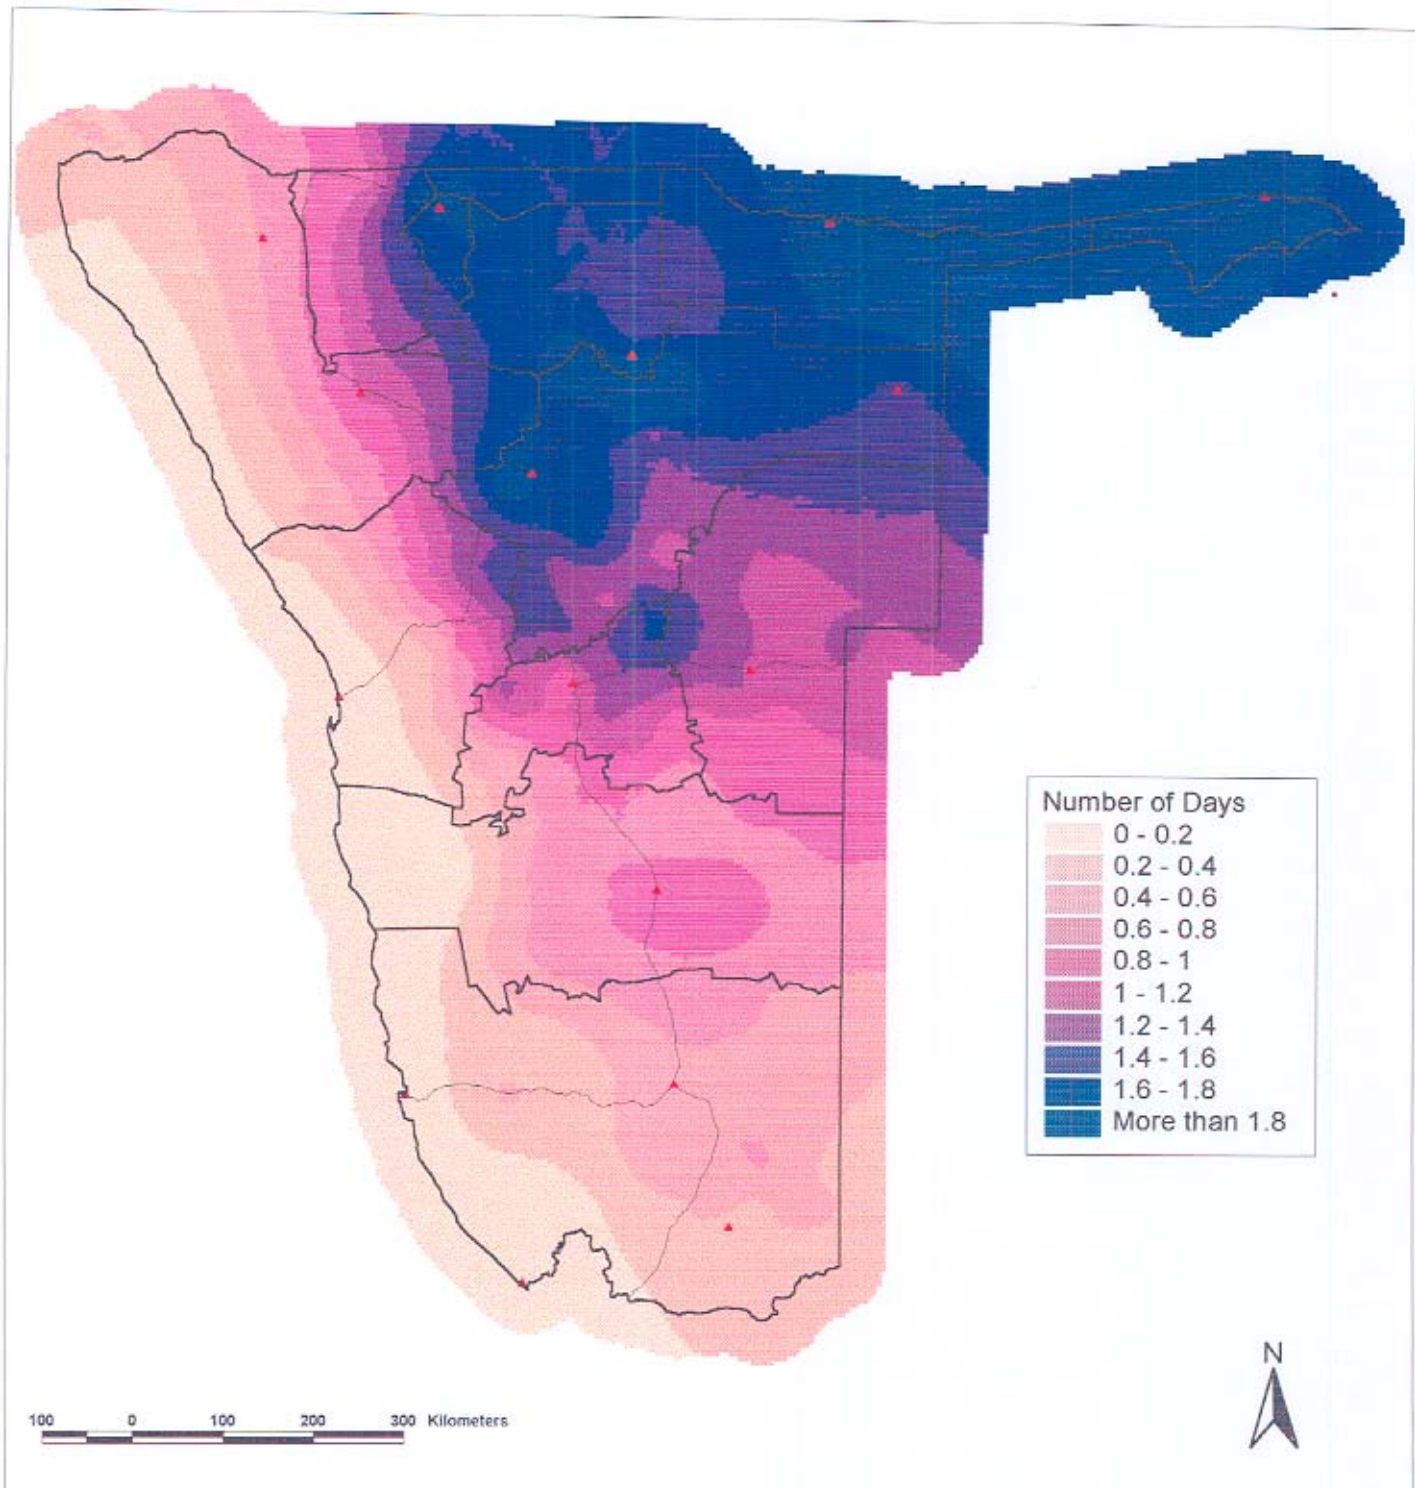 Number of Days
0 - 0.2
0.2 - 0.4
0.4 - 0.6
0.6 - 0.8
0.8 - 1
1 - 1.2
1.2 - 1.4
1.4 - 1.6
1.6 - 1.8
More than 1.8
N
100 0 100 200 300 Kilometers